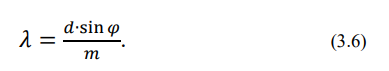 λ = d·sin φ / m. (3.6)